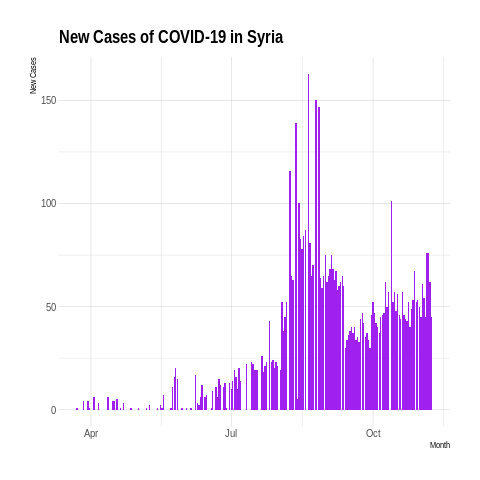 New Cases of COVID-19 in Syria
New Cases
150
100
50
0
Apr
Jul
Oct
Month